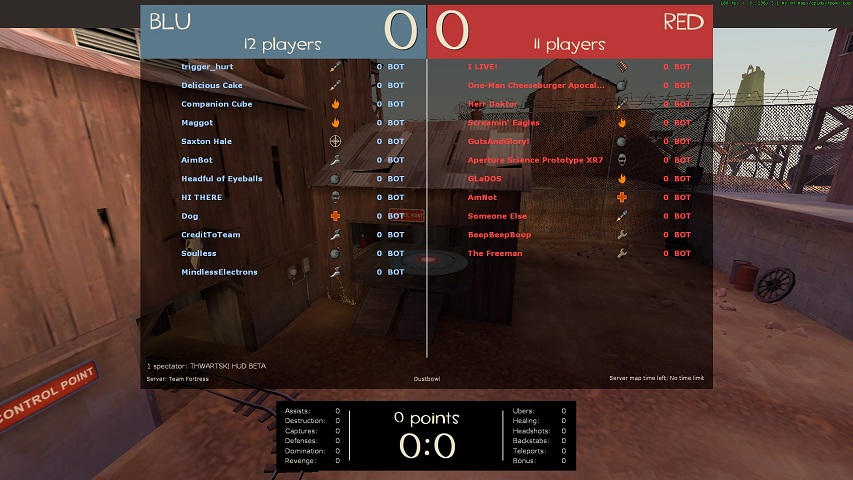 BLU
12 players
0
0
11 players
RED
trigger_hurt 0 BOT
Delicious Cake 0 BOT
Companion Cube 0 BOT
Maggot 0 BOT
Saxton Hale 0 BOT
AimBot 0 BOT
Headful of Eyeballs 0 BOT
HI THERE 0 BOT
Dog 0 BOT
CreditToTeam 0 BOT
Soulless 0 BOT
MindlessElectrons 0 BOT
I LIVE! 0 BOT
One-Man Cheeseburger Apocal... 0 BOT
Herr Doktor 0 BOT
Screamin' Eagles 0 BOT
GutsAndGlory! 0 BOT
Aperture Science Prototype XR7 0 BOT
GLaDOS 0 BOT
AmNot 0 BOT
Someone Else 0 BOT
BeepBeepBoop 0 BOT
The Freeman 0 BOT
CONTROL POINT
1 spectator: THWARTSKI HUD BETA
Server: Team Fortress
Dustbowl
Server map time left: No time limit
CONTROL POINT
Assists: 0
Destruction: 0
Captures: 0
Defenses: 0
Domination: 0
Revenge: 0
0 points
0:0
Ubers: 0
Healing: 0
Headshots: 0
Backstabs: 0
Teleports: 0
Bonus: 0